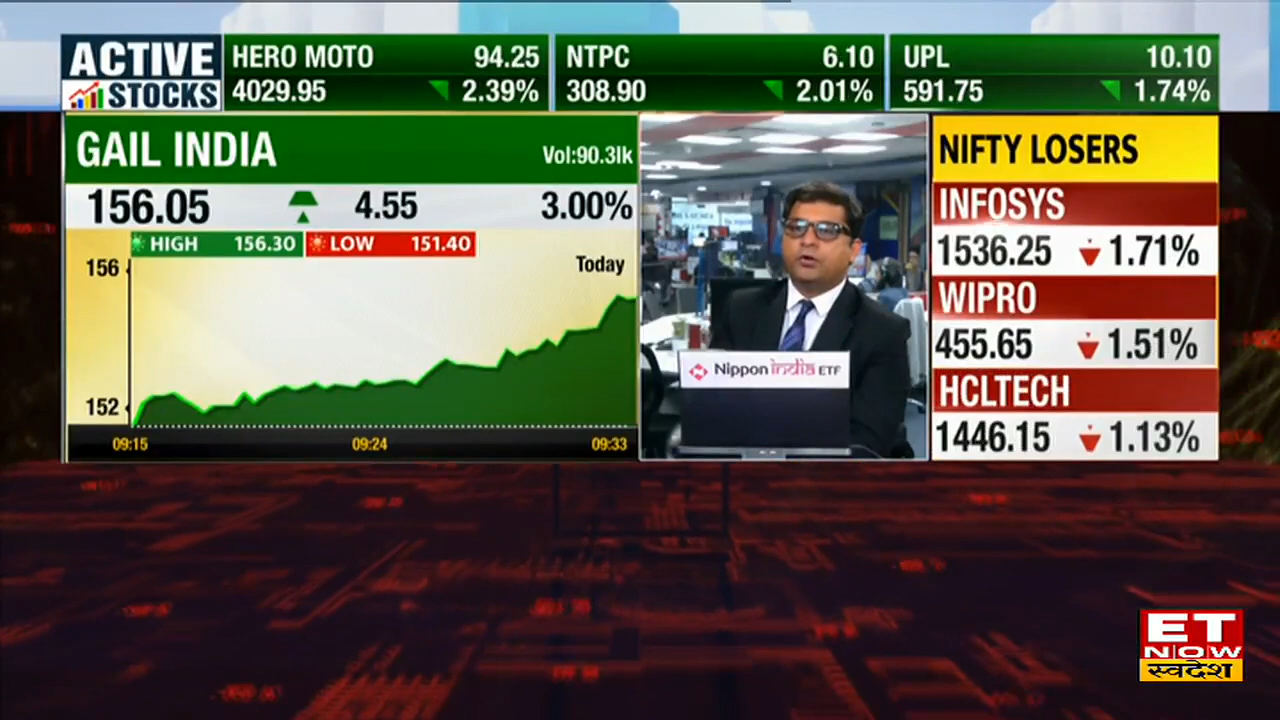 ACTIVE
STOCKS
HERO MOTO 94.25
4029.95 2.39%
NTPC 6.10
308.90 2.01%
UPL 10.10
591.75 1.74%
GAIL INDIA
Vol:90.3lk
156.05 4.55 3.00%
HIGH 156.30 LOW 151.40
Today
156
152
09:15 09:24 09:33
Nippon india ETF
NIFTY LOSERS
INFOSYS
1536.25 1.71%
WIPRO
455.65 1.51%
HCLTECH
1446.15 1.13%
ET
NOW
स्वदेश